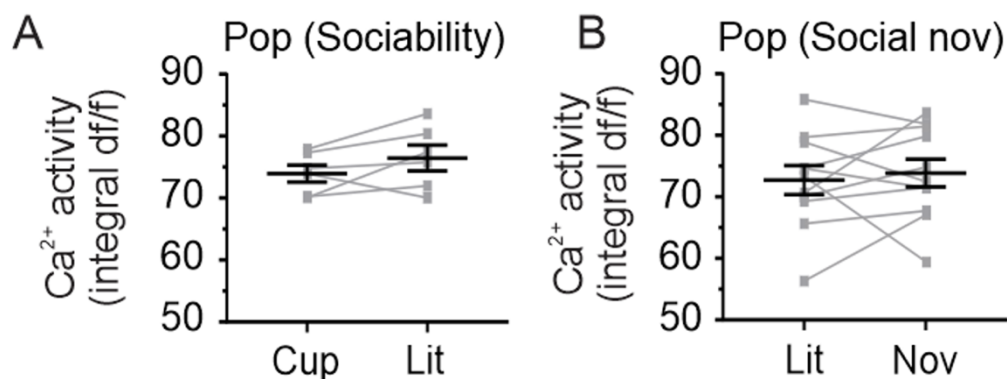 A
Pop (Sociability)
Ca²⁺ activity
(integral df/f)
90
80
70
60
50
Cup Lit
B
Pop (Social nov)
Ca²⁺ activity
(integral df/f)
90
80
70
60
50
Lit Nov